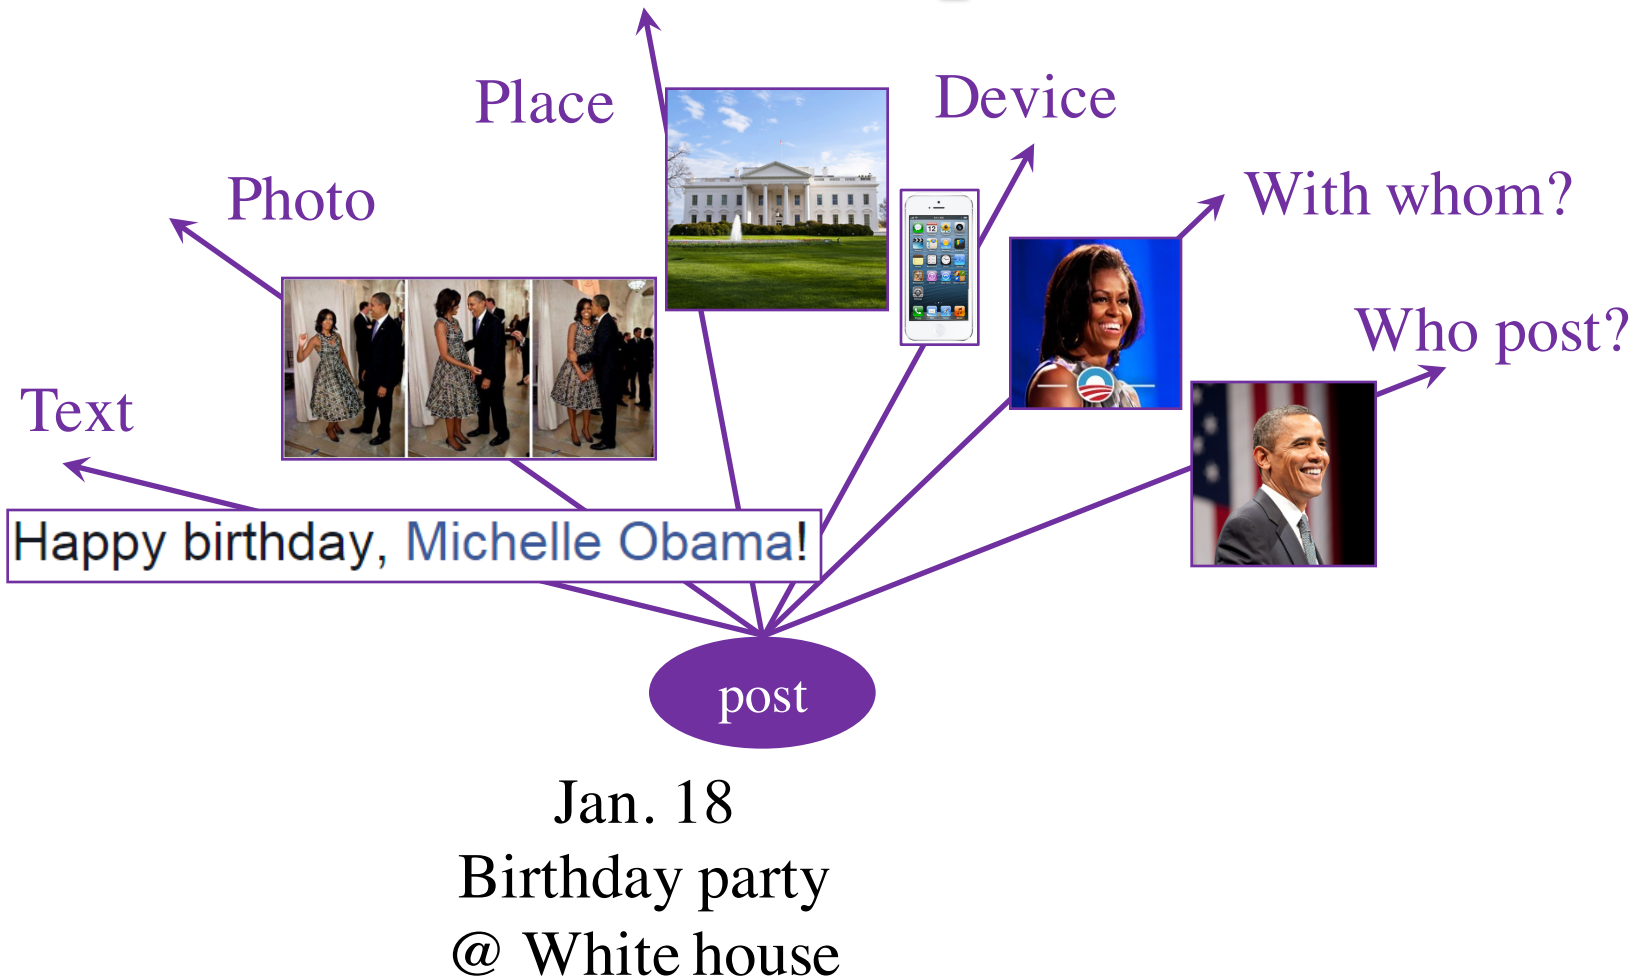 Place
Device
Photo
With whom?
Who post?
Text
Happy birthday, Michelle Obama!
post
Jan. 18
Birthday party
@ White house